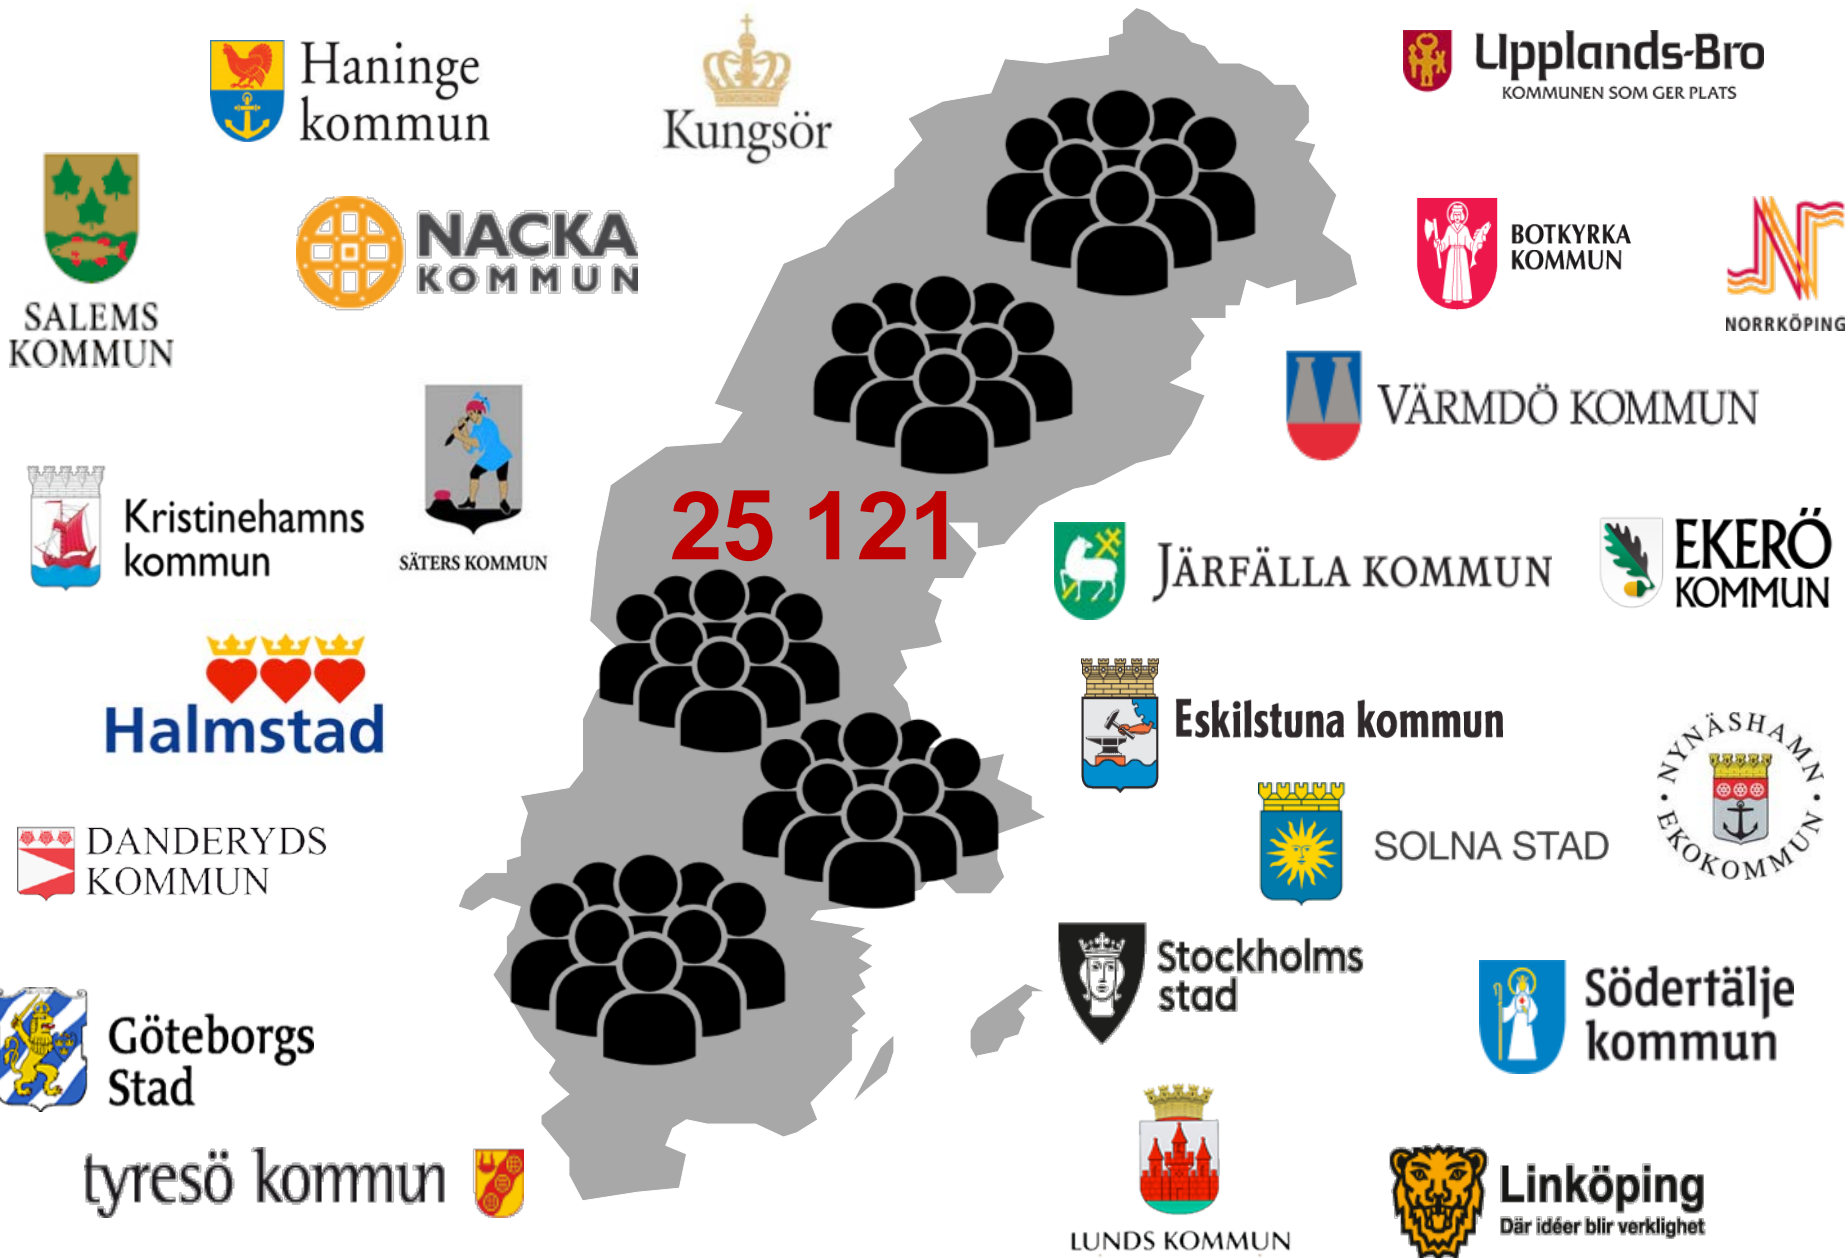 Haninge
kommun
Kungsör
Upplands-Bro
KOMMUNEN SOM GER PLATS
SALEMS
KOMMUN
NACKA
KOMMUN
BOTKYRKA
KOMMUN
NORRKÖPING
VÄRMDÖ KOMMUN
Kristinehamns
kommun
SÄTERS KOMMUN
25 121
JÄRFÄLLA KOMMUN
EKERÖ
KOMMUN
Halmstad
Eskilstuna kommun
NYNÄSHAMN
• EKOKOMMUN •
DANDERYDS
KOMMUN
SOLNA STAD
Stockholms
stad
Södertälje
kommun
Göteborgs
Stad
tyresö kommun
LUNDS KOMMUN
Linköping
Där idéer blir verklighet